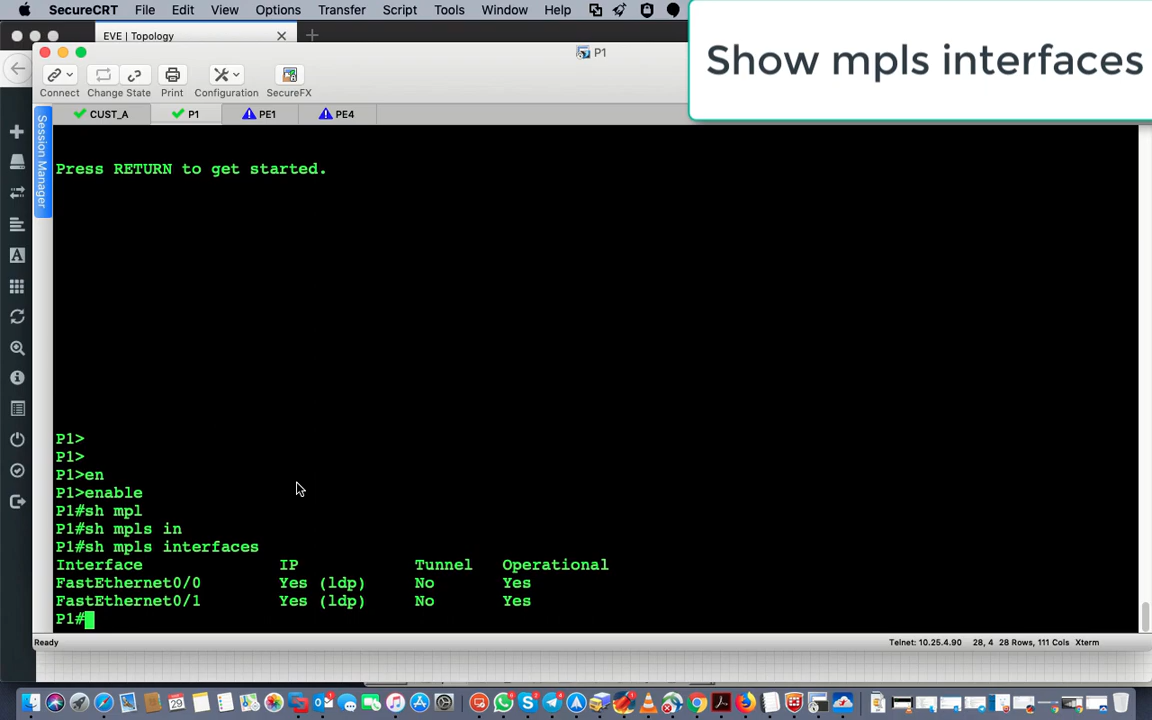 SecureCRT File Edit View Options Transfer Script Tools Window Help
EVE | Topology
P1
Show mpls interfaces
Connect Change State Print Configuration SecureFX
CUST_A P1 PE1 PE4
Session Manager
Press RETURN to get started.
P1>
P1>
P1>en
P1>enable
P1#sh mpl
P1#sh mpls in
P1#sh mpls interfaces
Interface IP Tunnel Operational
FastEthernet0/0 Yes (ldp) No Yes
FastEthernet0/1 Yes (ldp) No Yes
P1#
Ready Telnet: 10.25.4.90 28, 4 28 Rows, 111 Cols Xterm